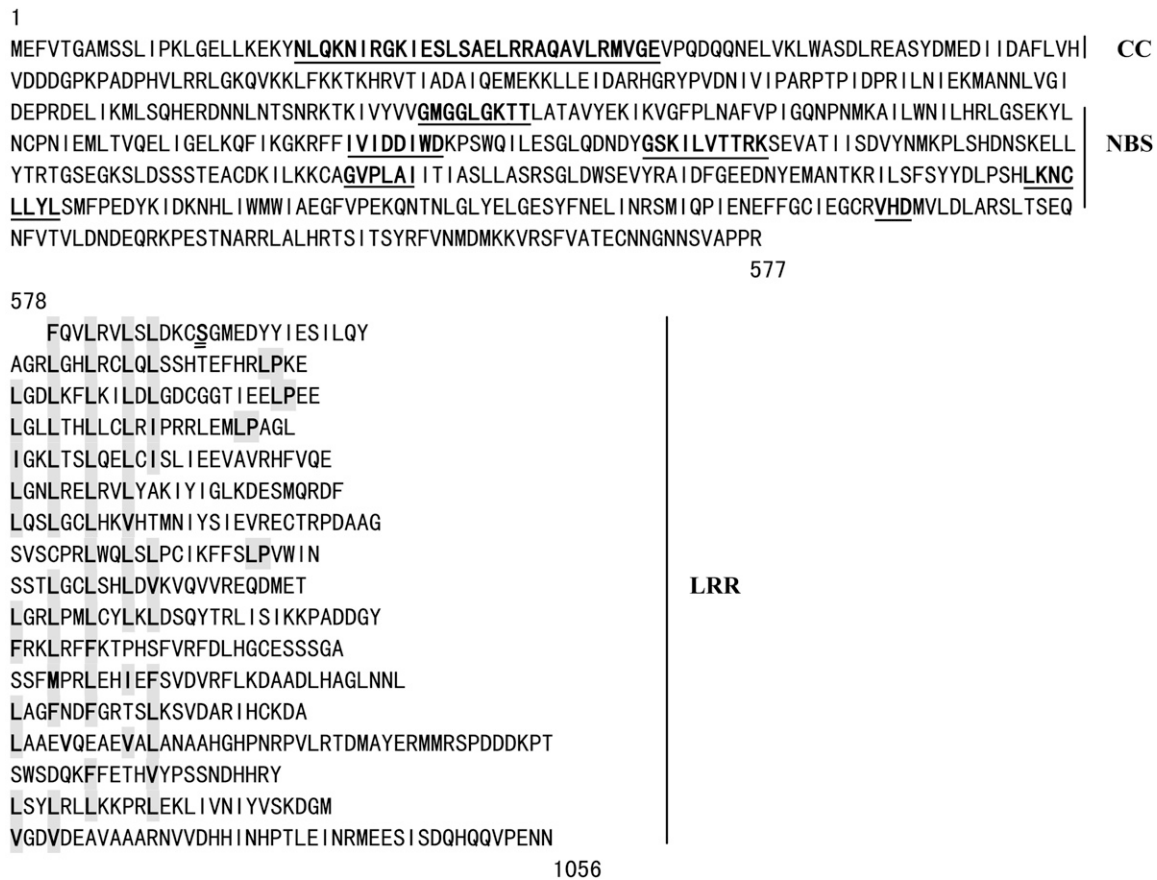 1
MEFVTGAMSSLIPKLGELLKEKYNLQKNIRGKIESLSAELRRAQAVLRMVGEVPQDQQNELVKLWASDLREASYDMEDIIDAFLVH CC
VDDDGPKPADPHVLRRLGKQVKKLFKKTKHRVTIADAIQEMEKKLLEIDARHGRYPVDNIVIPARPTPIDPRILNIEKMANNLVGI
DEPRDELIKMLSQHERDNNLNTSNRKTKIVYVVGMGGLGKTTLATAVYEKIKVGFPLNAFVPIGQNPNMKAILWNILHRLGSEKYL
NCPNIEMLTVQELIGELKQFIKGKRFFIVIDDIWDKPSWQILESGLQDNDYGSKILVTTRKSEVATIISDVYNMKPLSHDNSKELL NBS
YTRTGSEGKSLDSSSTEACDKILKKCAGVPLAIITIASLLASRSGLDWSEVYRAIDFGEEDNYEMANTKRILSFSYYDLPSHLKNC
LLYLSMFPEDYKIDKNHLIWMWIAEGFVPEKQNTNLGLYELGESYFNELINRSMIQPIENEFFGCIEGCRVHDMVLDLARSLTSEQ
NFVTVLDNDEQRKPESTNARRLALHRTSITSYRFVNMDMKKVRSFVATECNNGNNSVAPPR
577
578
FQVLRVLSLDKCSGMEDYYIESILQY
AGRLGHLRCLQLSSHTEFHRLPKE
LGDLKFLKILDLGDCGGTIEELPEE
LGLLTHLLCLRIPRRLEMLPAGL
IGKLTSLQELCISLIEEVAVRHFVQE
LGNLRELRVLYAKIYIGLKDESMQRDF
LQSLGCLHKVHTMNIYSIEVRECTRPDAAG
SVSCPRLWQLSLPCIKFFSLPVWIN
SSTLGCLSHLDVKVQVVREQDMET LRR
LGRLPMLCYLKLDSQYTRLISIKKPADDGY
FRKLRFFKTPHSFVRFDLHGCESSSGA
SSFMPRLEHIEFSVDVRFLKDAADLHAGLNNL
LAGFNDFGRTSLKSVDARIHCKDA
LAAEVQEAEVALANAAHGHPNRPVLRTDMAYERMMRSPDDDKPT
SWSDQKFFETHVYPSSNDHHRY
LSYLRLLKKPRLEKLIVNIYVSKDGM
VGDVDEAVAAARNVVDHHINHPTLEINRMEESISDQHQQVPENN
1056